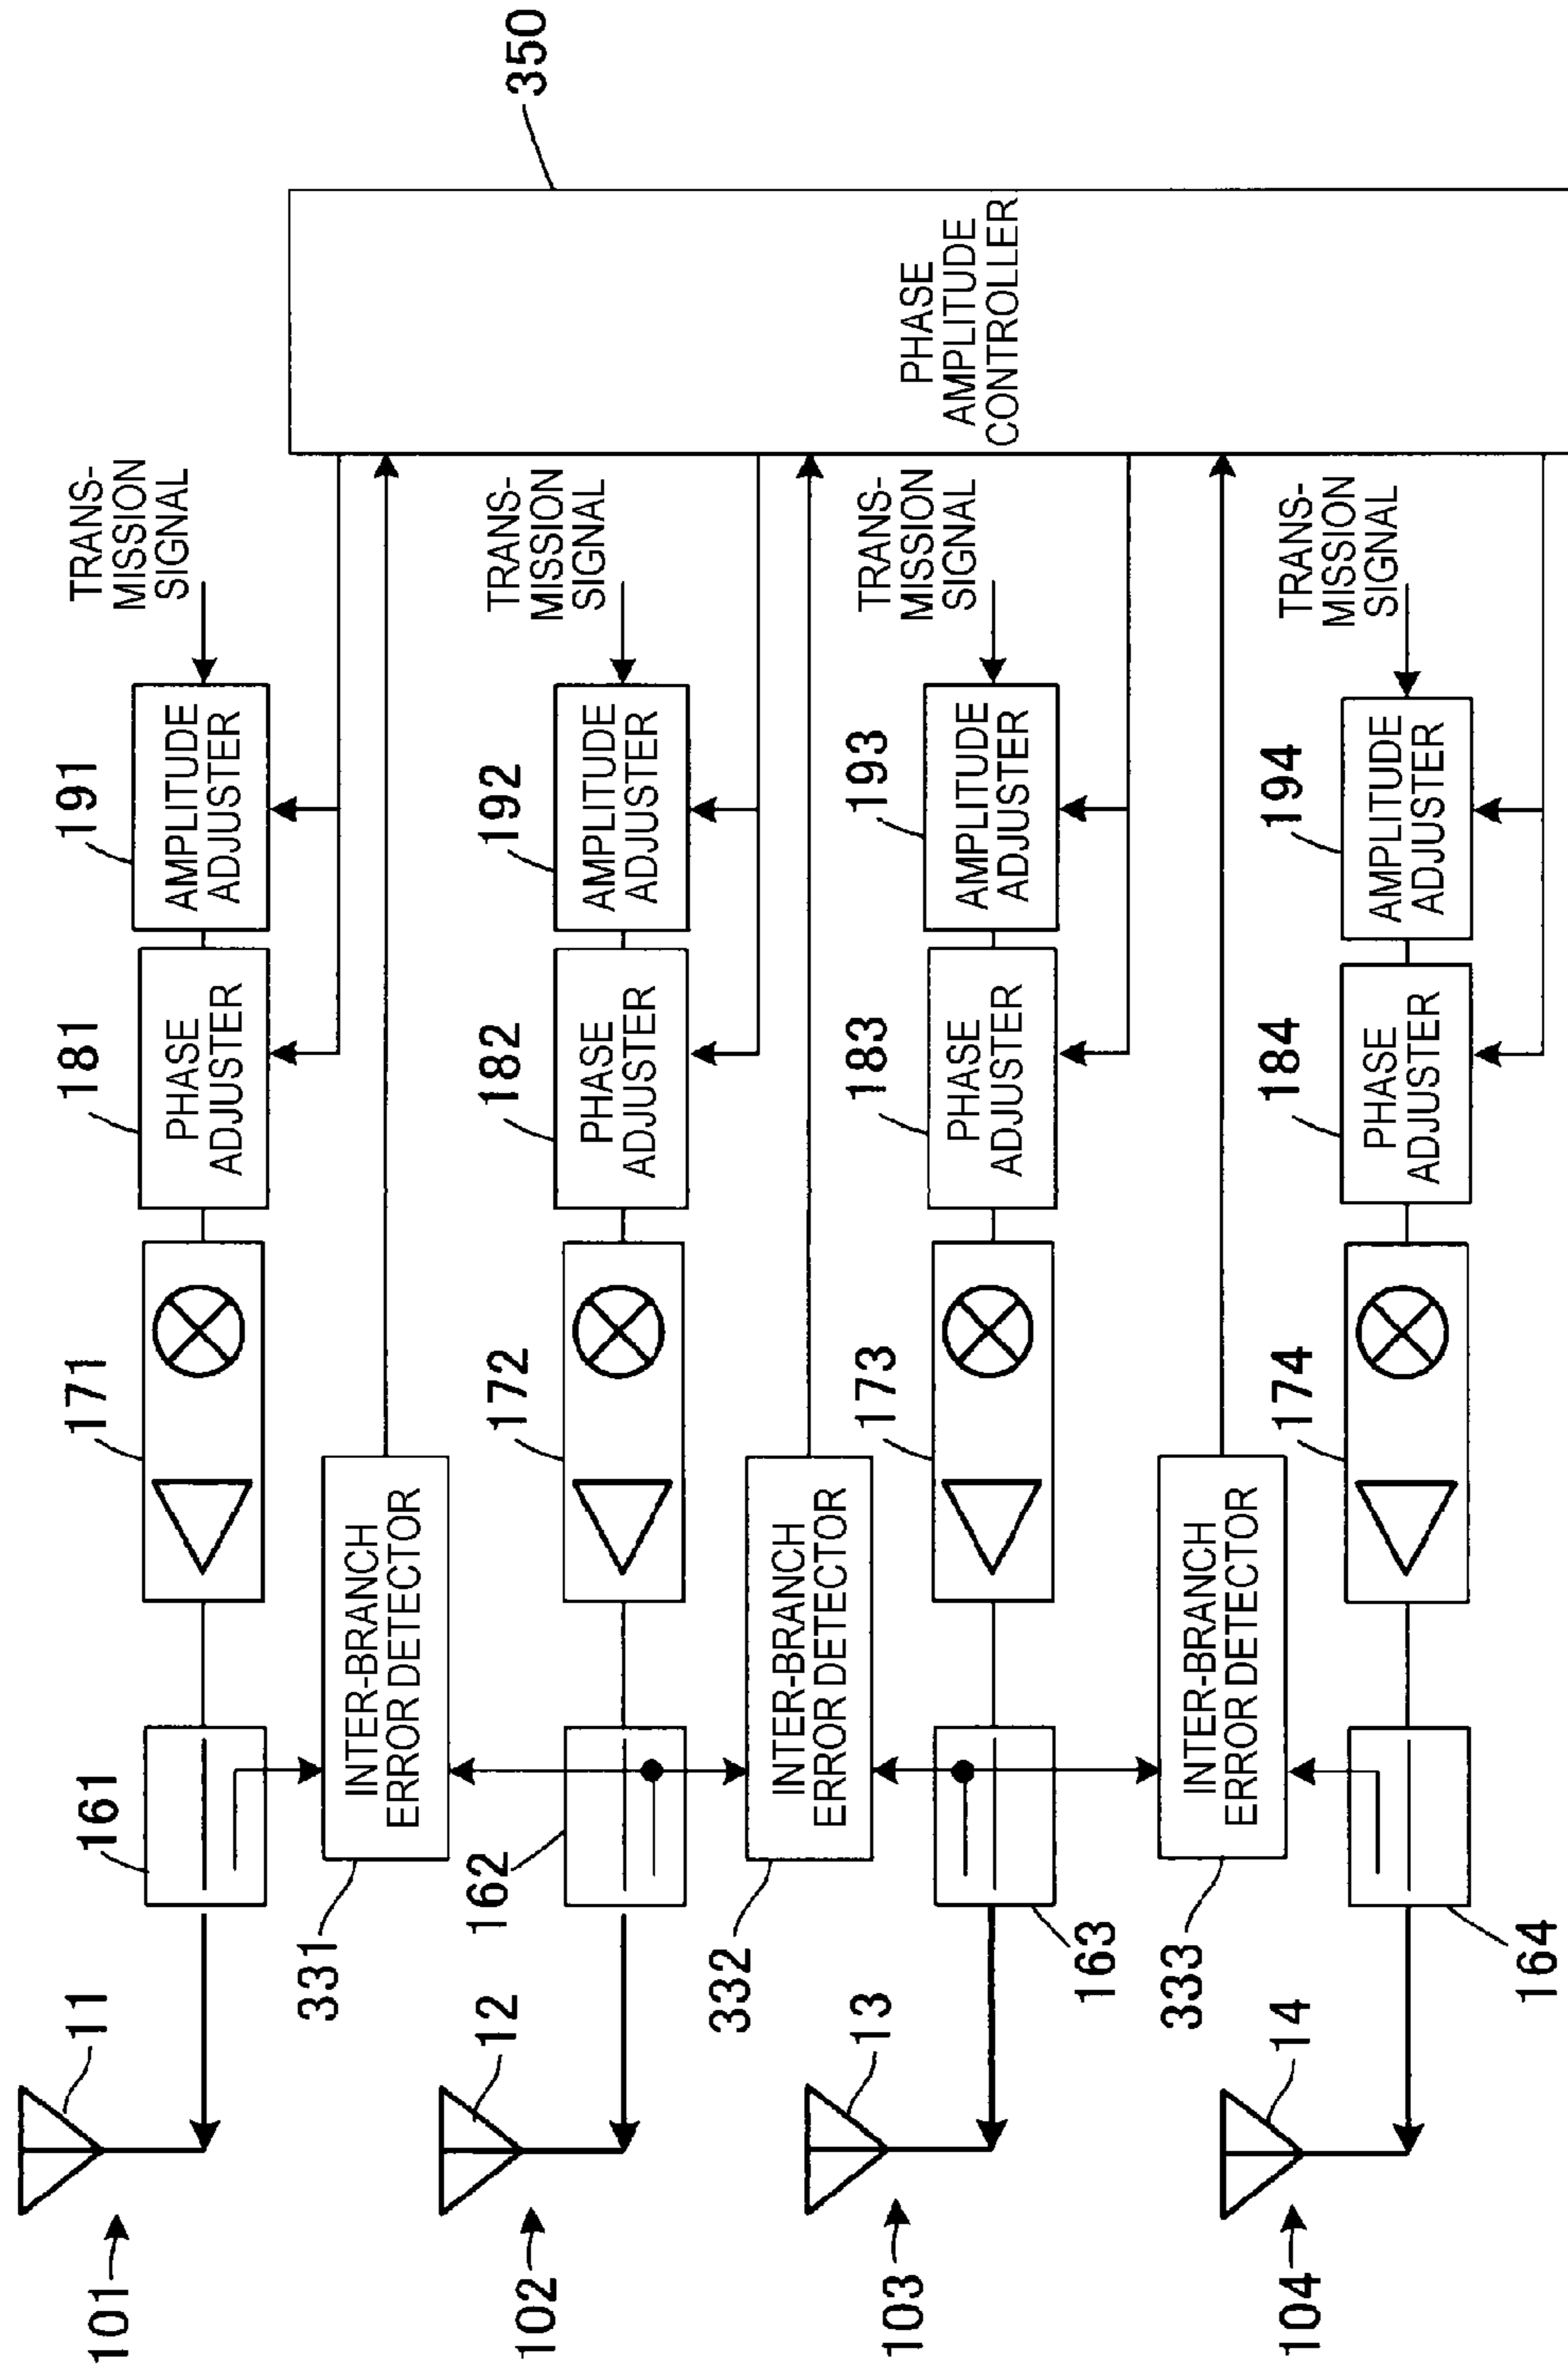 101
11
161
171
181
PHASE
ADJUSTER
191
AMPLITUDE
ADJUSTER
TRANS-
MISSION
SIGNAL
331
INTER-BRANCH
ERROR DETECTOR
350
PHASE
AMPLITUDE
CONTROLLER
102
12
162
172
182
PHASE
ADJUSTER
192
AMPLITUDE
ADJUSTER
TRANS-
MISSION
SIGNAL
332
INTER-BRANCH
ERROR DETECTOR
103
13
163
173
183
PHASE
ADJUSTER
193
AMPLITUDE
ADJUSTER
TRANS-
MISSION
SIGNAL
333
INTER-BRANCH
ERROR DETECTOR
104
14
164
174
184
PHASE
ADJUSTER
194
AMPLITUDE
ADJUSTER
TRANS-
MISSION
SIGNAL